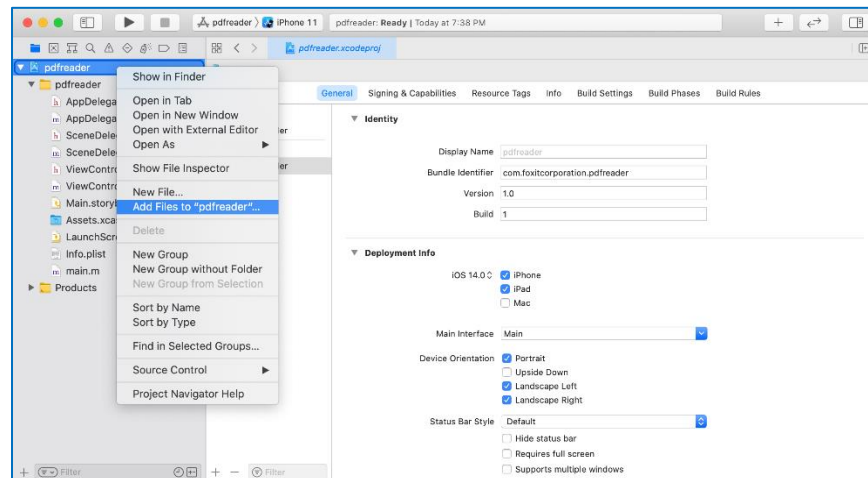 pdfreader
iPhone 11
pdfreader: Ready | Today at 7:38 PM
pdfreader.xcodeproj
pdfreader
pdfreader
AppDelega
AppDelega
SceneDele
SceneDele
ViewContro
ViewContro
Main.storyb
Assets.xca
LaunchScre
Info.plist
main.m
Products
Filter
Show in Finder
Open in Tab
Open in New Window
Open with External Editor
Open As
Show File Inspector
New File...
Add Files to “pdfreader”...
Delete
New Group
New Group without Folder
New Group from Selection
Sort by Name
Sort by Type
Find in Selected Groups...
Source Control
Project Navigator Help
Filter
General Signing & Capabilities Resource Tags Info Build Settings Build Phases Build Rules
Identity
Display Name pdfreader
Bundle Identifier com.foxitcorporation.pdfreader
Version 1.0
Build 1
Deployment Info
iOS 14.0 iPhone
iPad
Mac
Main Interface Main
Device Orientation Portrait
Upside Down
Landscape Left
Landscape Right
Status Bar Style Default
Hide status bar
Requires full screen
Supports multiple windows